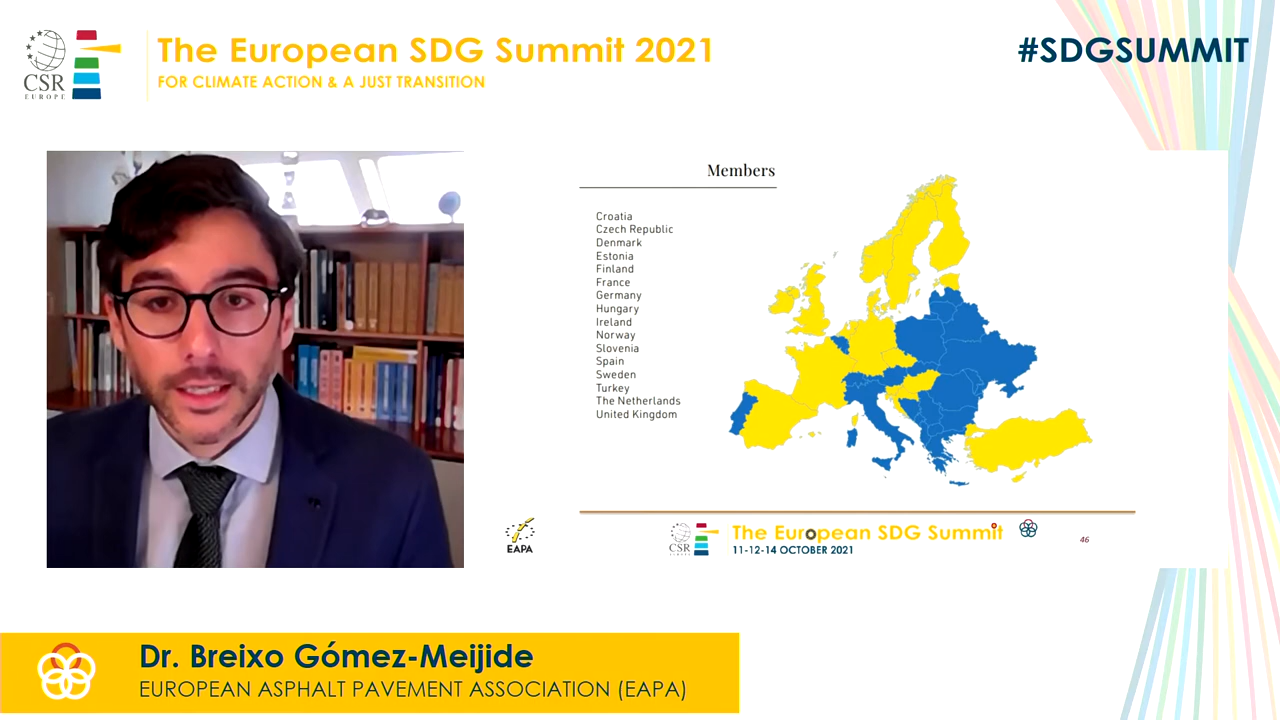 CSR
EUROPE
The European SDG Summit 2021
FOR CLIMATE ACTION & A JUST TRANSITION
#SDGSUMMIT
Members
Croatia
Czech Republic
Denmark
Estonia
Finland
France
Germany
Hungary
Ireland
Norway
Slovenia
Spain
Sweden
Turkey
The Netherlands
United Kingdom
EAPA
CSR
The European SDG Summit
11-12-14 OCTOBER 2021
46
Dr. Breixo Gómez-Meijide
EUROPEAN ASPHALT PAVEMENT ASSOCIATION (EAPA)